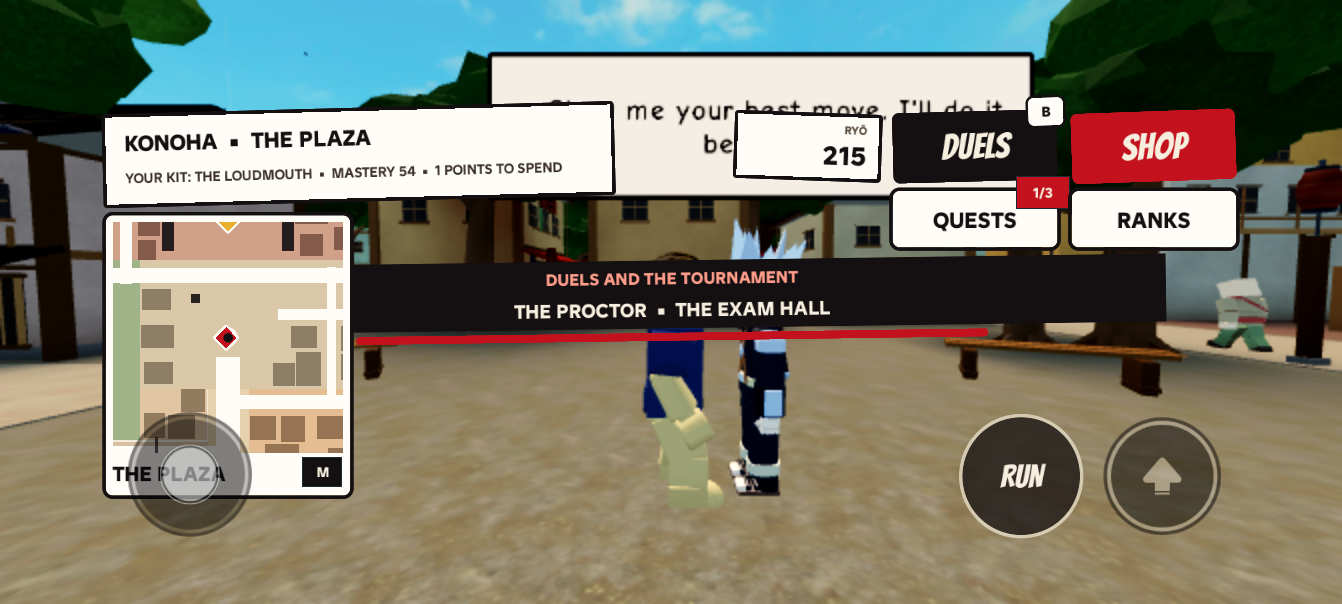 me your best move. I'll do it
be
KONOHA ▪ THE PLAZA
YOUR KIT: THE LOUDMOUTH ▪ MASTERY 54 ▪ 1 POINTS TO SPEND
RYŌ
215
DUELS
B
SHOP
QUESTS
1/3
RANKS
DUELS AND THE TOURNAMENT
THE PROCTOR ▪ THE EXAM HALL
THE PLAZA
M
RUN